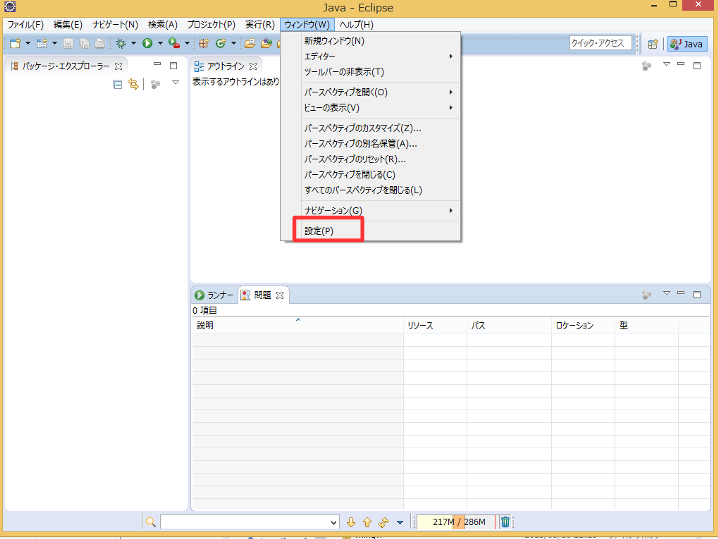 Java - Eclipse
ファイル(F) 編集(E) ナビゲート(N) 検索(A) プロジェクト(P) 実行(R) ウィンドウ(W) ヘルプ(H)
クイック・アクセス Java
新規ウィンドウ(N)
エディター
ツールバーの非表示(T)
パースペクティブを開く(O)
ビューの表示(V)
パースペクティブのカスタマイズ(Z)...
パースペクティブの別名保管(A)...
パースペクティブのリセット(R)...
パースペクティブを閉じる(C)
すべてのパースペクティブを閉じる(L)
ナビゲーション(G)
設定(P)
パッケージ・エクスプローラー
アウトライン
表示するアウトラインはあり
ランナー 問題
0 項目
説明 リソース パス ロケーション 型
217M / 286M